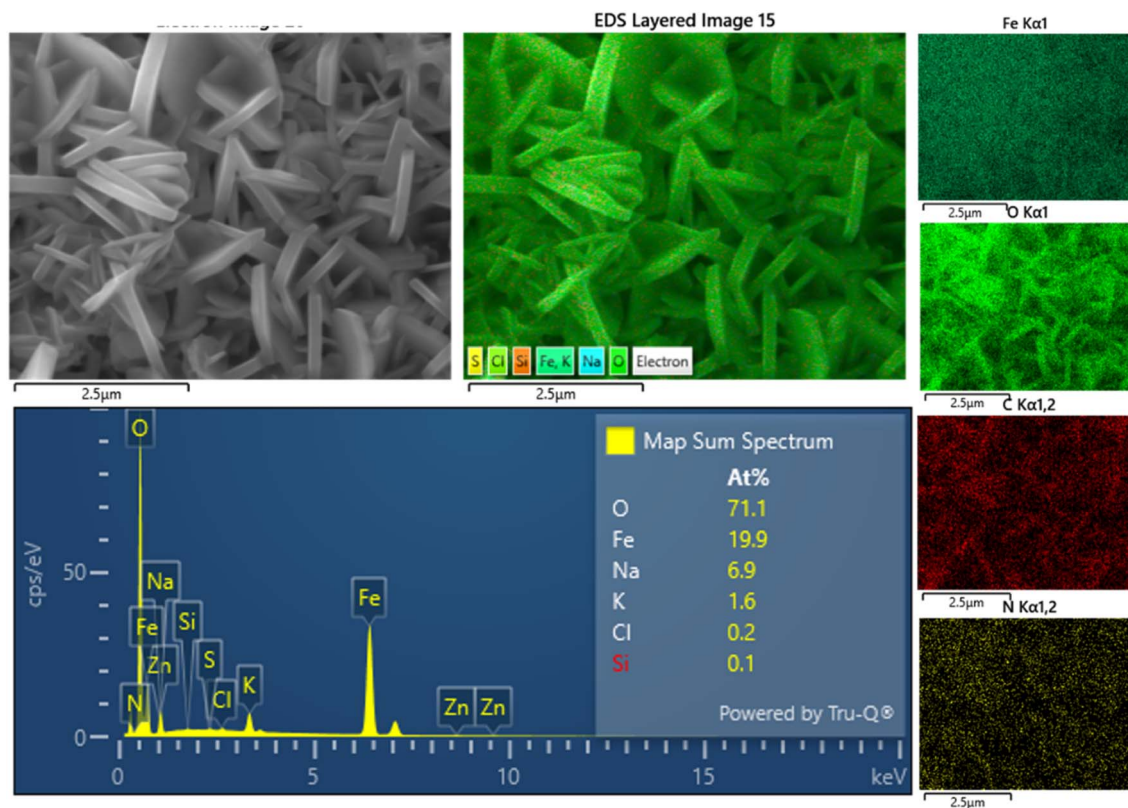 EDS Layered Image 15
Fe Kα1
S Cl Si Fe, K Na O Electron
2.5µm
2.5µm
2.5µm
O Kα1
2.5µm
C Kα1,2
2.5µm
N Kα1,2
2.5µm
Map Sum Spectrum
At%
O 71.1
Fe 19.9
Na 6.9
K 1.6
Cl 0.2
Si 0.1
Powered by Tru-Q®
cps/eV
50
0
O
Na
Fe
Si
Zn
S
N
Cl
K
Fe
Zn
Zn
0 5 10 15 keV